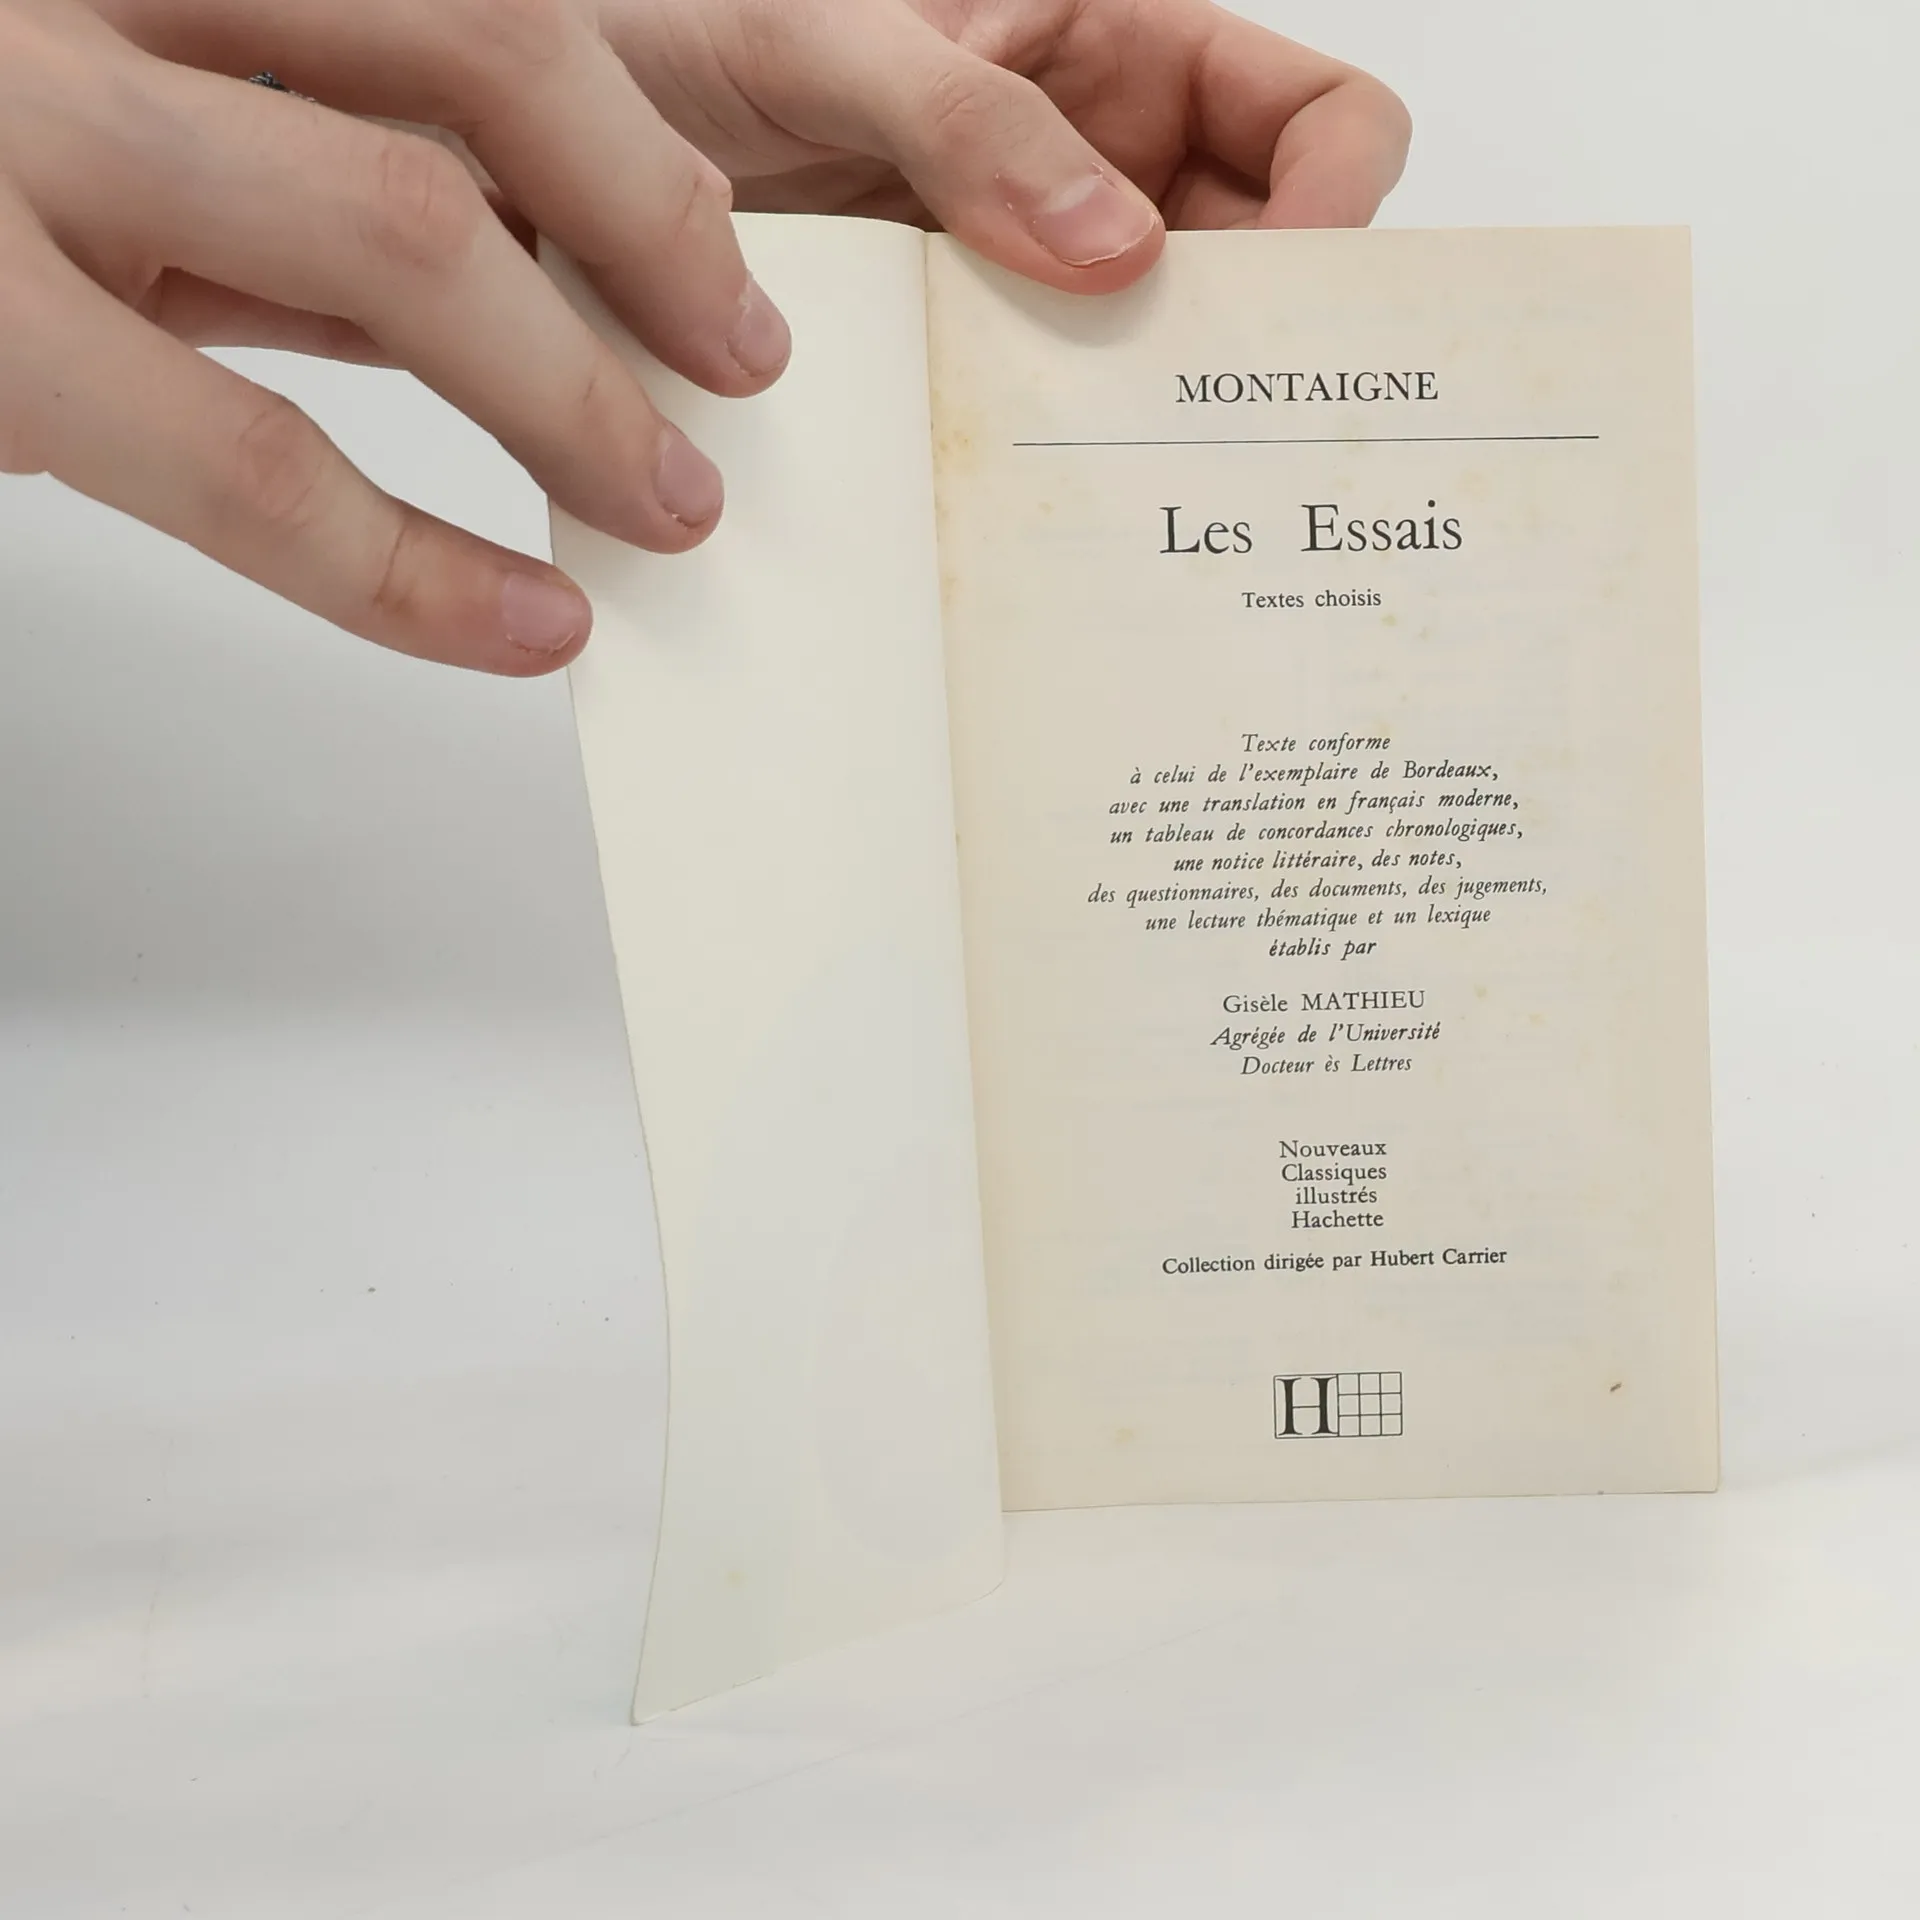 MONTAIGNE
Les Essais
Textes choisis
Texte conforme
à celui de l'exemplaire de Bordeaux,
avec une translation en français moderne,
un tableau de concordances chronologiques,
une notice littéraire, des notes,
des questionnaires, des documents, des jugements,
une lecture thématique et un lexique
établis par
Gisèle MATHIEU
Agrégée de l'Université
Docteur ès Lettres
Nouveaux
Classiques
illustrés
Hachette
Collection dirigée par Hubert Carrier
H